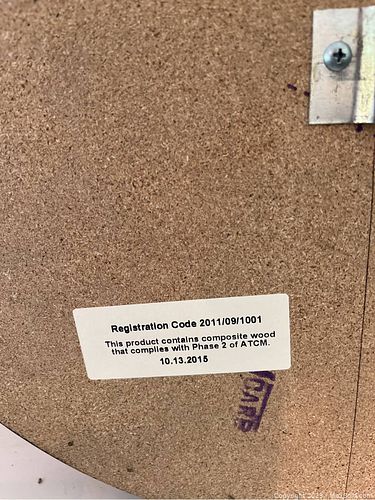 Registration Code 2011/09/1001
This product contains composite wood
that complies with Phase 2 of ATCM.
10.13.2015
CARB